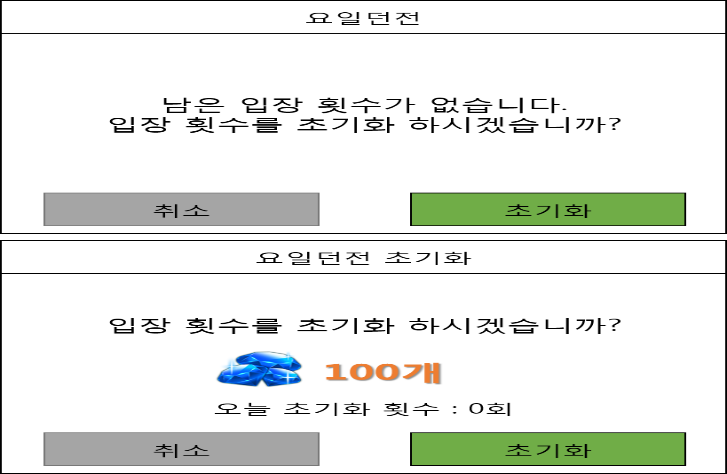 요일던전
남은 입장 횟수가 없습니다.
입장 횟수를 초기화 하시겠습니까?
취소 초기화
요일던전 초기화
입장 횟수를 초기화 하시겠습니까?
100개
오늘 초기화 횟수 : 0회
취소 초기화